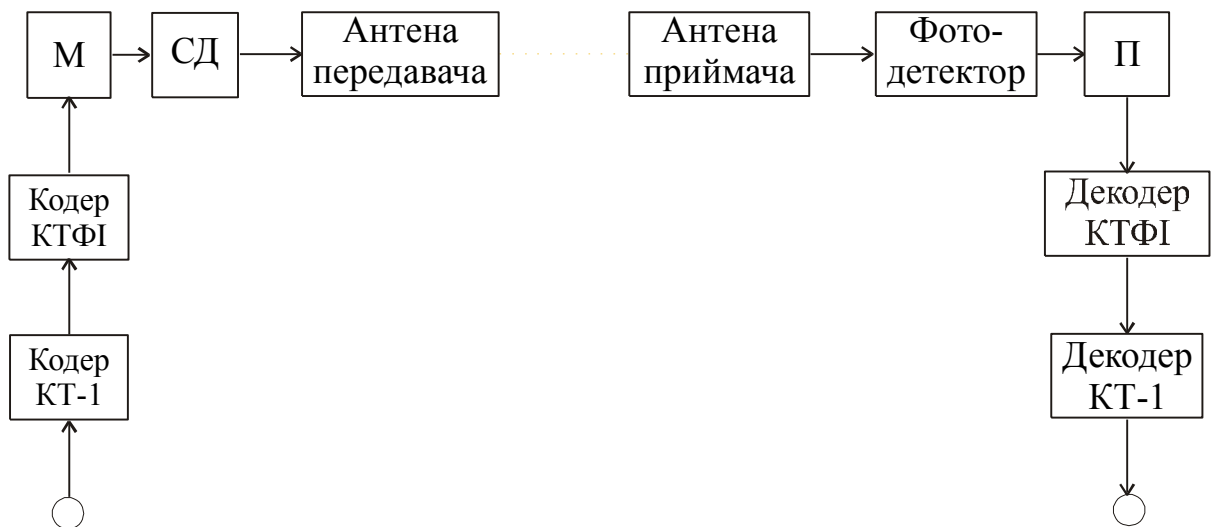 М
СД
Антена
передавача
Антена
приймача
Фото-
детектор
П
Кодер
КТФІ
Декодер
КТФІ
Кодер
КТ-1
Декодер
КТ-1